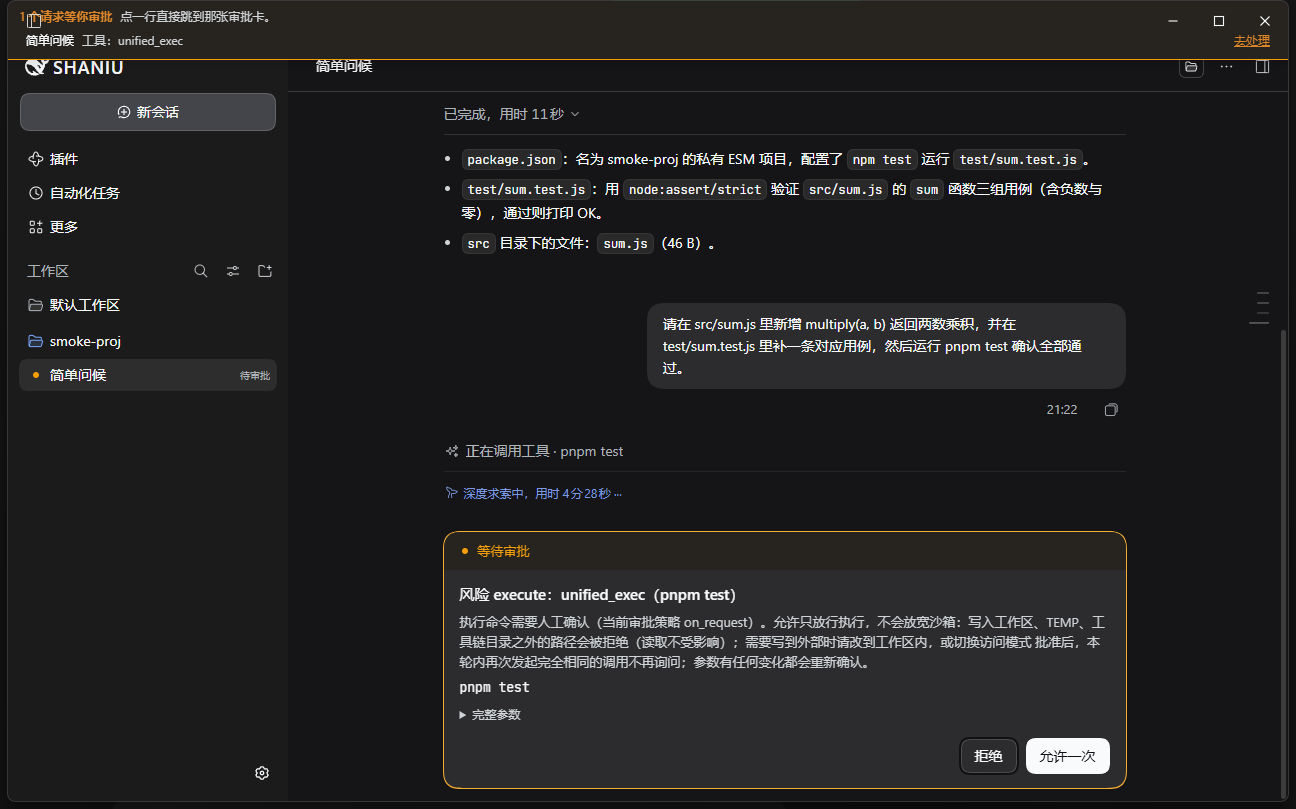 1 个请求等你审批 点一行直接跳到那张审批卡。
简单问候 工具：unified_exec
去处理
SHANIU
简单问候
新会话
插件
自动化任务
更多
工作区
默认工作区
smoke-proj
简单问候 待审批
已完成，用时 11秒
• package.json：名为 smoke-proj 的私有 ESM 项目，配置了 npm test 运行 test/sum.test.js。
• test/sum.test.js：用 node:assert/strict 验证 src/sum.js 的 sum 函数三组用例（含负数与
零），通过则打印 OK。
• src 目录下的文件：sum.js（46 B）。
请在 src/sum.js 里新增 multiply(a, b) 返回两数乘积，并在
test/sum.test.js 里补一条对应用例，然后运行 pnpm test 确认全部通
过。
21:22
正在调用工具 · pnpm test
深度求索中，用时 4分28秒 ...
等待审批
风险 execute：unified_exec（pnpm test）
执行命令需要人工确认（当前审批策略 on_request）。允许只放行执行，不会放宽沙箱：写入工作区、TEMP、工
具链目录之外的路径会被拒绝（读取不受影响）；需要写到外部时请改到工作区内，或切换访问模式 批准后，本
轮内再次发起完全相同的调用不再询问；参数有任何变化都会重新确认。
pnpm test
完整参数
拒绝
允许一次